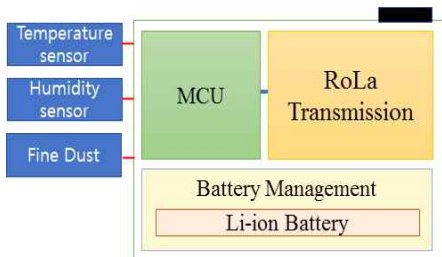 Temperature
sensor
Humidity
sensor
Fine Dust
MCU
RoLa
Transmission
Battery Management
Li-ion Battery